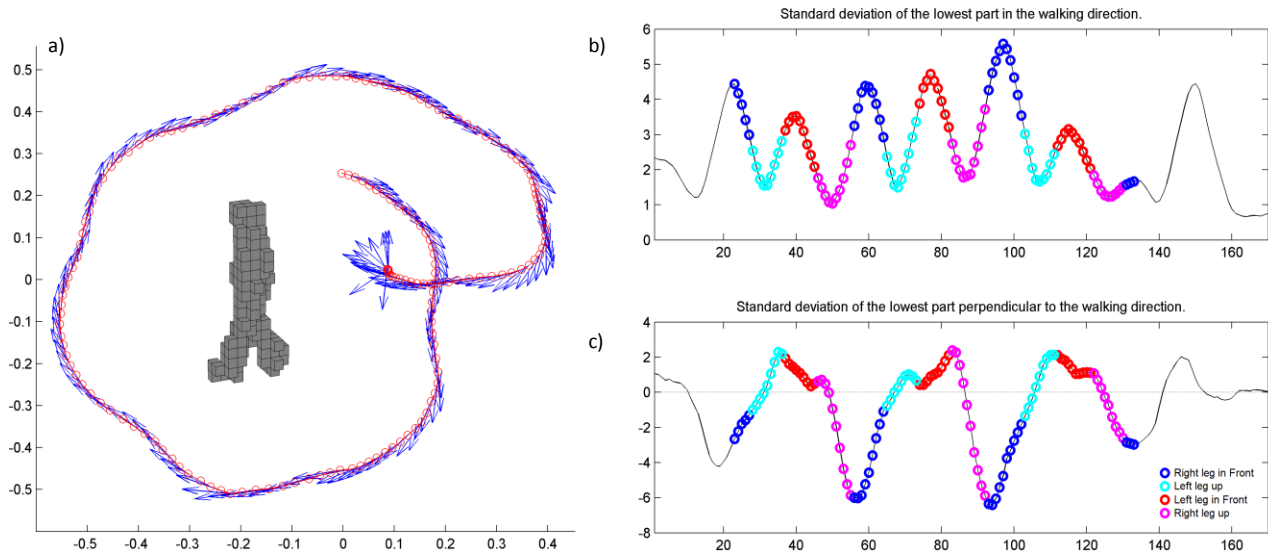 a)
0.5
0.4
0.3
0.2
0.1
0
-0.1
-0.2
-0.3
-0.4
-0.5
-0.5 -0.4 -0.3 -0.2 -0.1 0 0.1 0.2 0.3 0.4
b)
Standard deviation of the lowest part in the walking direction.
6
5
4
3
2
1
0
20 40 60 80 100 120 140 160
c)
Standard deviation of the lowest part perpendicular to the walking direction.
4
2
0
-2
-4
-6
-8
Right leg in Front
Left leg up
Left leg in Front
Right leg up
20 40 60 80 100 120 140 160